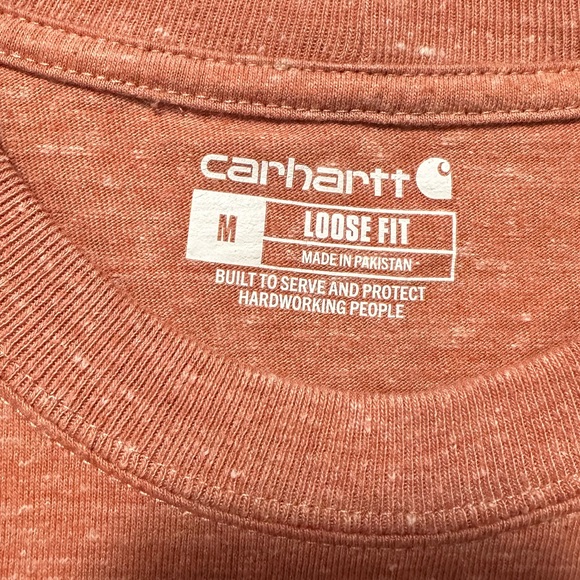 carhartt
M
LOOSE FIT
MADE IN PAKISTAN
BUILT TO SERVE AND PROTECT
HARDWORKING PEOPLE